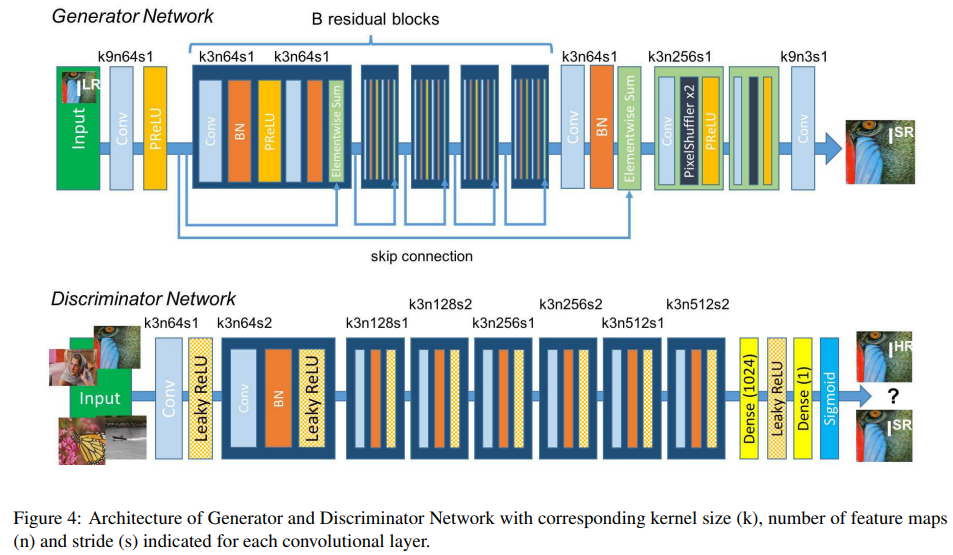 Generator Network
B residual blocks
k9n64s1
k3n64s1 k3n64s1
k3n64s1
k3n256s1
k9n3s1
I LR
Input
Conv
PReLU
Conv
BN
PReLU
Elementwise Sum
Conv
BN
Elementwise Sum
Conv
PixelShuffler x2
PReLU
Conv
I SR
skip connection
Discriminator Network
k3n64s1
k3n64s2
k3n128s1
k3n128s2
k3n256s1
k3n256s2
k3n512s1
k3n512s2
Input
Conv
Leaky ReLU
Conv
BN
Leaky ReLU
Dense (1024)
Leaky ReLU
Dense (1)
Sigmoid
I HR
?
I SR
Figure 4: Architecture of Generator and Discriminator Network with corresponding kernel size (k), number of feature maps
(n) and stride (s) indicated for each convolutional layer.